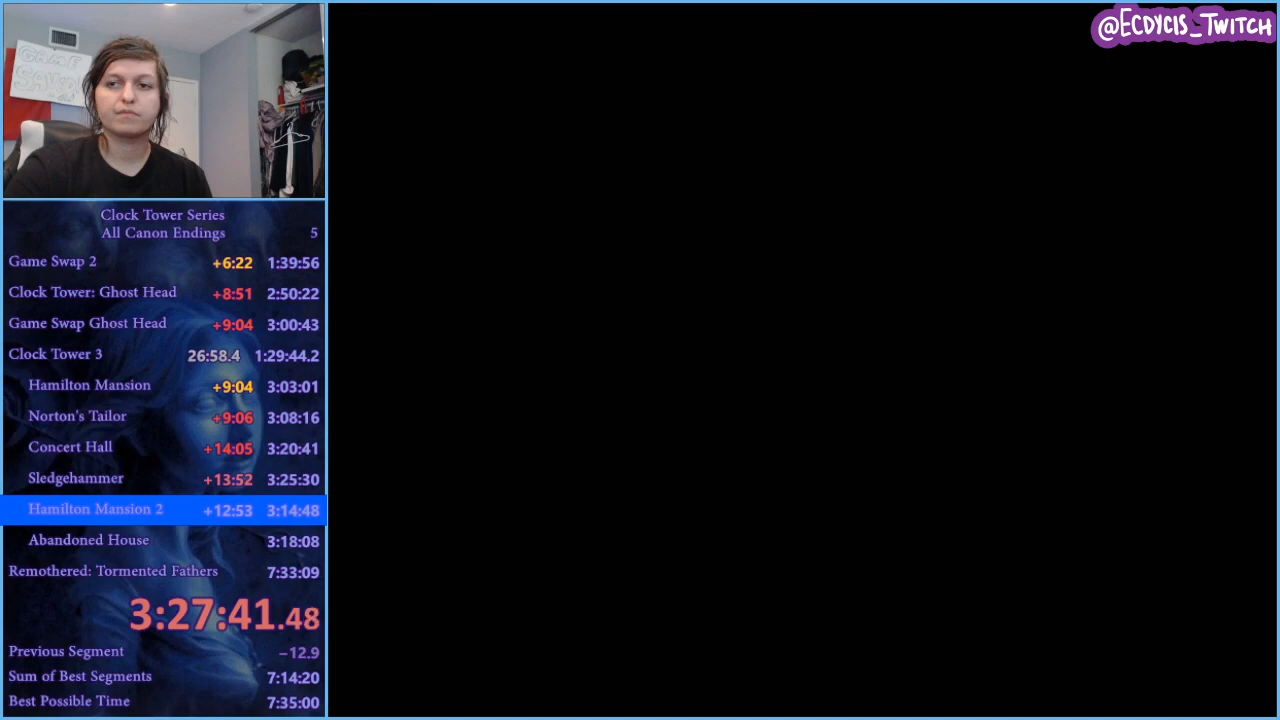 @ECDYCIS_TWITCH
GAME
Clock Tower Series
All Canon Endings 5
Game Swap 2 +6:22 1:39:56
Clock Tower: Ghost Head +8:51 2:50:22
Game Swap Ghost Head +9:04 3:00:43
Clock Tower 3 26:58.4 1:29:44.2
Hamilton Mansion +9:04 3:03:01
Norton's Tailor +9:06 3:08:16
Concert Hall +14:05 3:20:41
Sledgehammer +13:52 3:25:30
Hamilton Mansion 2 +12:53 3:14:48
Abandoned House 3:18:08
Remothered: Tormented Fathers 7:33:09
3:27:41.48
Previous Segment −12.9
Sum of Best Segments 7:14:20
Best Possible Time 7:35:00